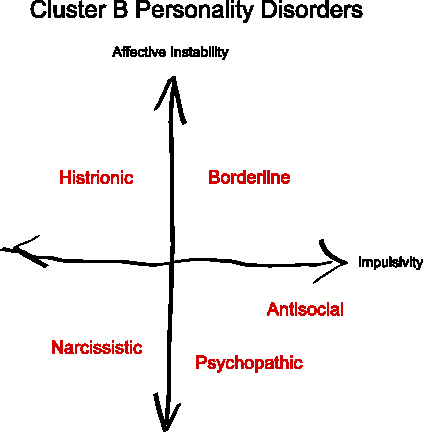 Cluster B Personality Disorders
Affective Instability
Histrionic
Borderline
Impulsivity
Antisocial
Narcissistic
Psychopathic